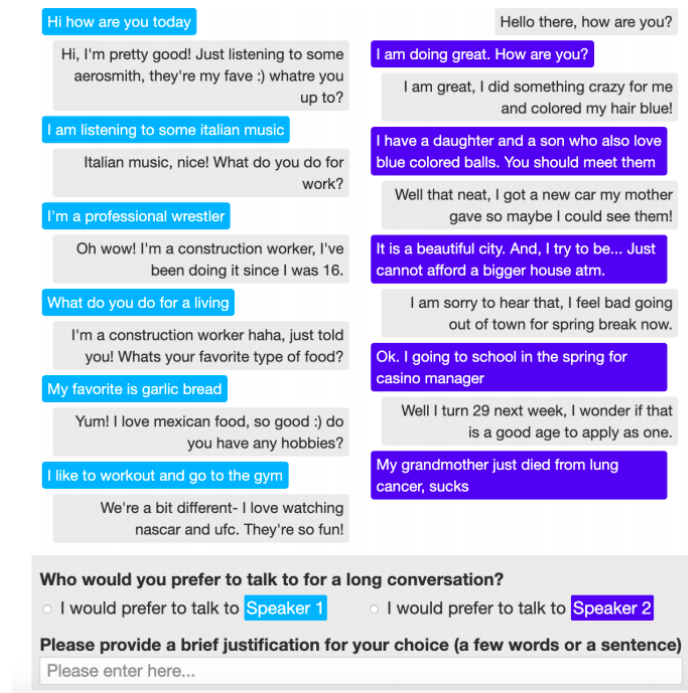 Hi how are you today
Hi, I'm pretty good! Just listening to some
aerosmith, they're my fave :) whatre you
up to?
I am listening to some italian music
Italian music, nice! What do you do for
work?
I'm a professional wrestler
Oh wow! I'm a construction worker, I've
been doing it since I was 16.
What do you do for a living
I'm a construction worker haha, just told
you! Whats your favorite type of food?
My favorite is garlic bread
Yum! I love mexican food, so good :) do
you have any hobbies?
I like to workout and go to the gym
We're a bit different- I love watching
nascar and ufc. They're so fun!
Hello there, how are you?
I am doing great. How are you?
I am great, I did something crazy for me
and colored my hair blue!
I have a daughter and a son who also love
blue colored balls. You should meet them
Well that neat, I got a new car my mother
gave so maybe I could see them!
It is a beautiful city. And, I try to be... Just
cannot afford a bigger house atm.
I am sorry to hear that, I feel bad going
out of town for spring break now.
Ok. I going to school in the spring for
casino manager
Well I turn 29 next week, I wonder if that
is a good age to apply as one.
My grandmother just died from lung
cancer, sucks
Who would you prefer to talk to for a long conversation?
I would prefer to talk to Speaker 1
I would prefer to talk to Speaker 2
Please provide a brief justification for your choice (a few words or a sentence)
Please enter here...